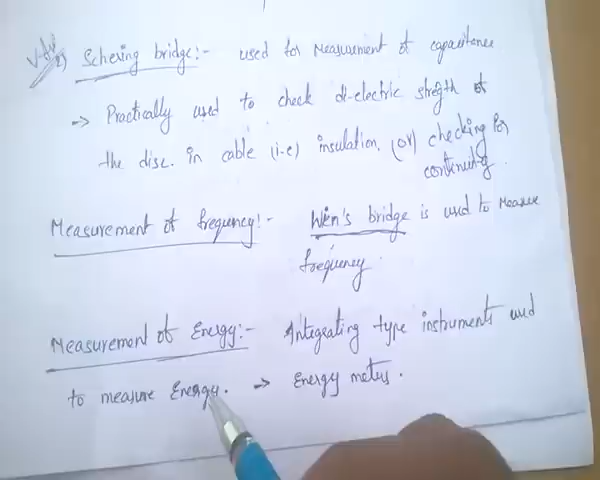 V-Imp 2) Schering bridge:- used for measurement of capacitance
→ Practically used to check di-electric stregth of
the disc. in cable (i-e) insulation, (or) checking for
continuity.
Measurement of frequency:- Wien's bridge is used to measure
frequency.
Measurement of Energy:- Integrating type instruments used
to measure Energy. → Energy meters.